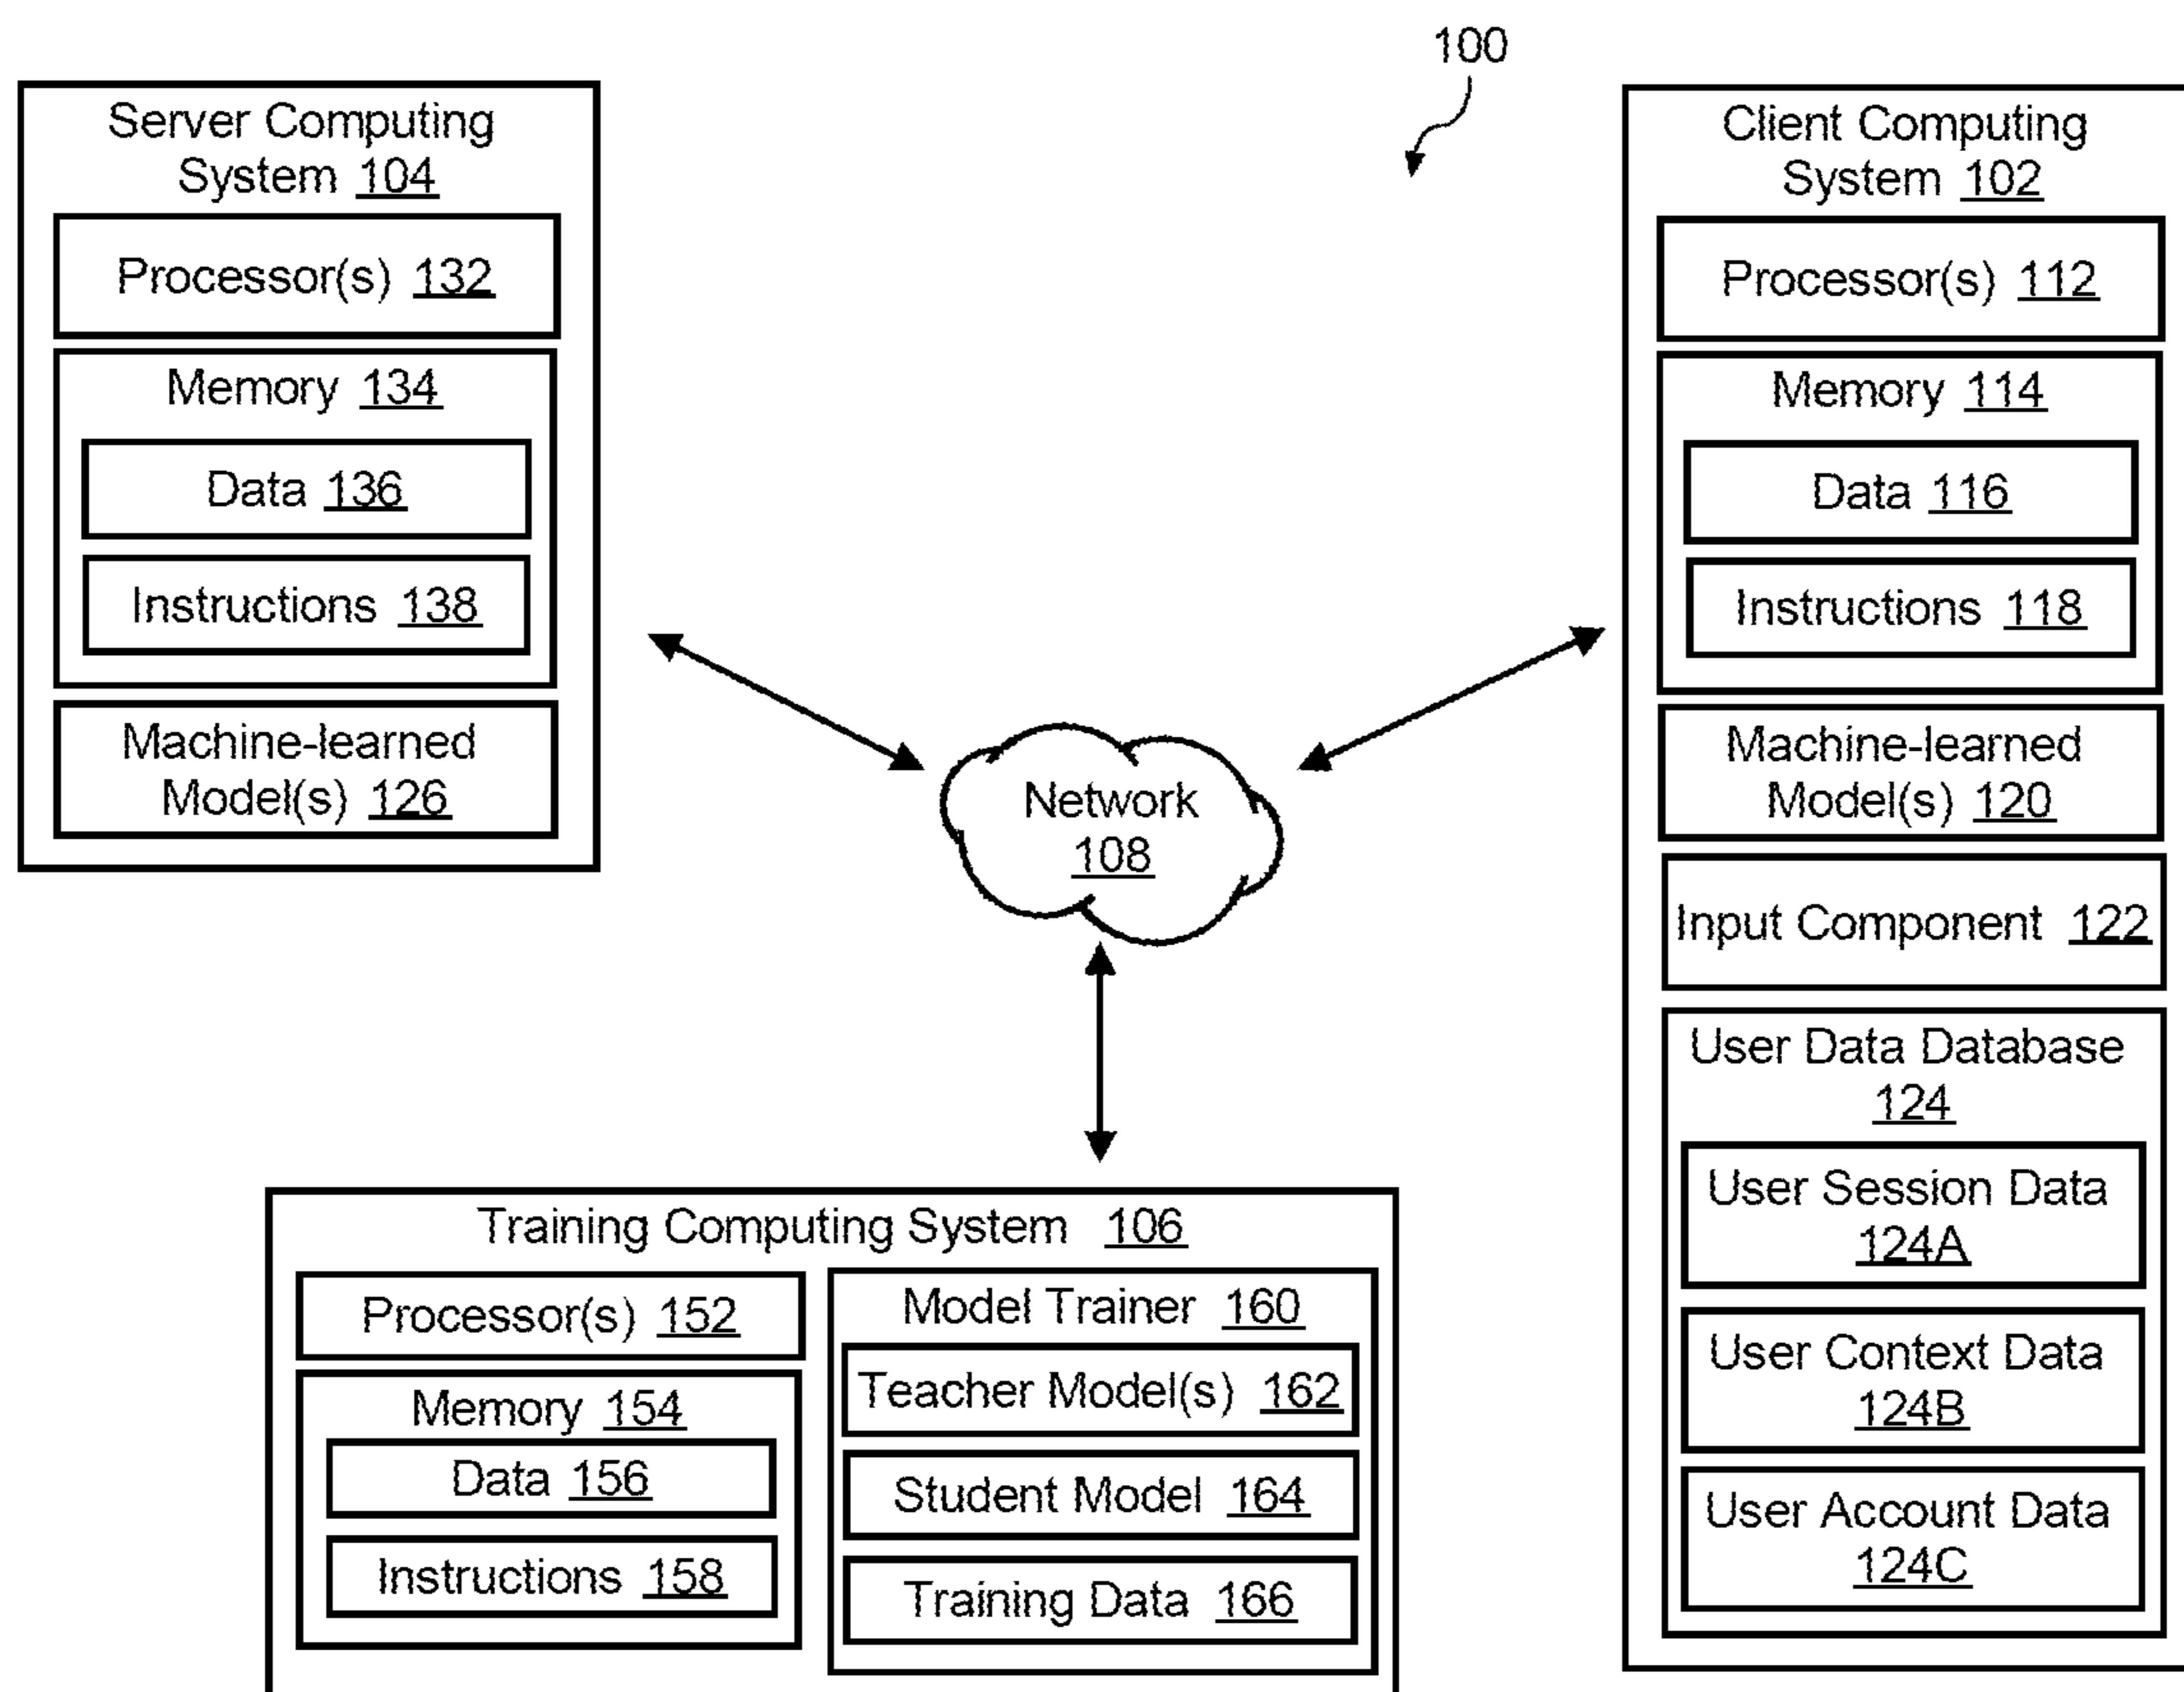 100
Server Computing
System 104
Processor(s) 132
Memory 134
Data 136
Instructions 138
Machine-learned
Model(s) 126
Network
108
Client Computing
System 102
Processor(s) 112
Memory 114
Data 116
Instructions 118
Machine-learned
Model(s) 120
Input Component 122
User Data Database
124
User Session Data
124A
User Context Data
124B
User Account Data
124C
Training Computing System 106
Processor(s) 152
Memory 154
Data 156
Instructions 158
Model Trainer 160
Teacher Model(s) 162
Student Model 164
Training Data 166